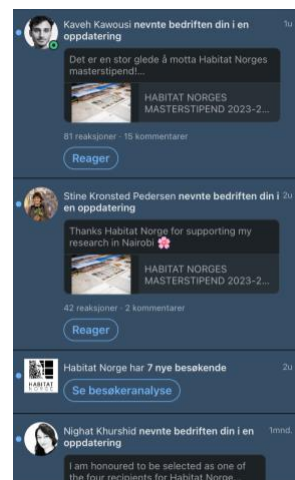 Kaveh Kawousi nevnte bedriften din i en 1u
oppdatering
Det er en stor glede å motta Habitat Norges
masterstipend!...
HABITAT NORGES
MASTERSTIPEND 2023-2...
81 reaksjoner · 15 kommentarer
Reager
Stine Kronsted Pedersen nevnte bedriften din i 2u
en oppdatering
Thanks Habitat Norge for supporting my
research in Nairobi 🌸
HABITAT NORGES
MASTERSTIPEND 2023-2...
42 reaksjoner · 2 kommentarer
Reager
HABITAT
NORGE
Habitat Norge har 7 nye besøkende 2u
Se besøkeranalyse
Nighat Khurshid nevnte bedriften din i en 1mnd.
oppdatering
I am honoured to be selected as one of
the four recipients for Habitat Norge